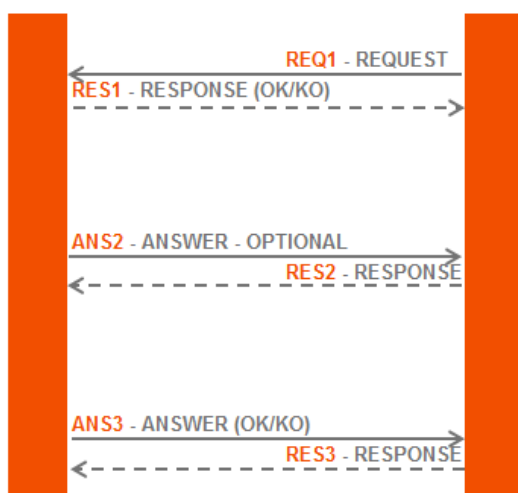 REQ1 - REQUEST
RES1 - RESPONSE (OK/KO)
ANS2 - ANSWER - OPTIONAL
RES2 - RESPONSE
ANS3 - ANSWER (OK/KO)
RES3 - RESPONSE